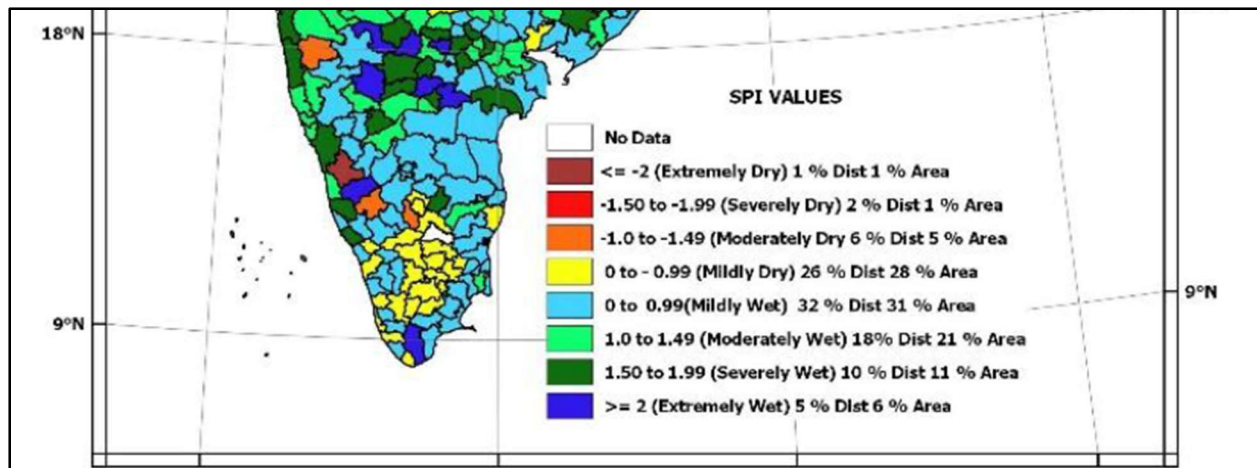 18°N
SPI VALUES
No Data
<= -2 (Extremely Dry) 1 % Dist 1 % Area
-1.50 to -1.99 (Severely Dry) 2 % Dist 1 % Area
-1.0 to -1.49 (Moderately Dry 6 % Dist 5 % Area
0 to - 0.99 (Mildly Dry) 26 % Dist 28 % Area
0 to 0.99(Mildly Wet) 32 % Dist 31 % Area
9°N
9°N
1.0 to 1.49 (Moderately Wet) 18% Dist 21 % Area
1.50 to 1.99 (Severely Wet) 10 % Dist 11 % Area
>= 2 (Extremely Wet) 5 % Dist 6 % Area